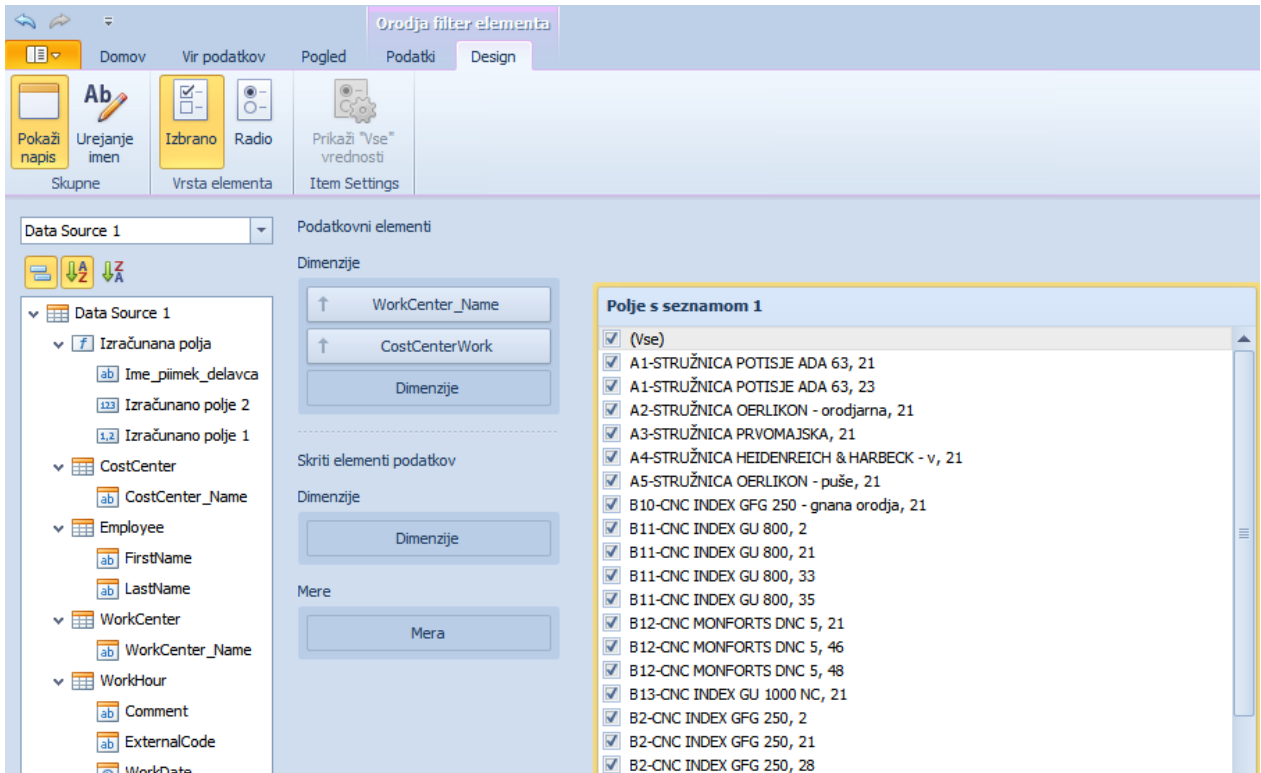 Orodja filter elementa
Domov
Vir podatkov
Pogled
Podatki
Design
Pokaži napis
Urejanje imen
Izbrano
Radio
Prikaži "Vse" vrednosti
Skupne
Vrsta elementa
Item Settings
Data Source 1
Data Source 1
Izračunana polja
Ime_piimek_delavca
Izračunano polje 2
Izračunano polje 1
CostCenter
CostCenter_Name
Employee
FirstName
LastName
WorkCenter
WorkCenter_Name
WorkHour
Comment
ExternalCode
WorkDate
Podatkovni elementi
Dimenzije
WorkCenter_Name
CostCenterWork
Dimenzije
Skriti elementi podatkov
Dimenzije
Dimenzije
Mere
Mera
Polje s seznamom 1
(Vse)
A1-STRUŽNICA POTISJE ADA 63, 21
A1-STRUŽNICA POTISJE ADA 63, 23
A2-STRUŽNICA OERLIKON - orodjarna, 21
A3-STRUŽNICA PRVOMAJSKA, 21
A4-STRUŽNICA HEIDENREICH & HARBECK - v, 21
A5-STRUŽNICA OERLIKON - puše, 21
B10-CNC INDEX GFG 250 - gnana orodja, 21
B11-CNC INDEX GU 800, 2
B11-CNC INDEX GU 800, 21
B11-CNC INDEX GU 800, 33
B11-CNC INDEX GU 800, 35
B12-CNC MONFORTS DNC 5, 21
B12-CNC MONFORTS DNC 5, 46
B12-CNC MONFORTS DNC 5, 48
B13-CNC INDEX GU 1000 NC, 21
B2-CNC INDEX GFG 250, 2
B2-CNC INDEX GFG 250, 21
B2-CNC INDEX GFG 250, 28